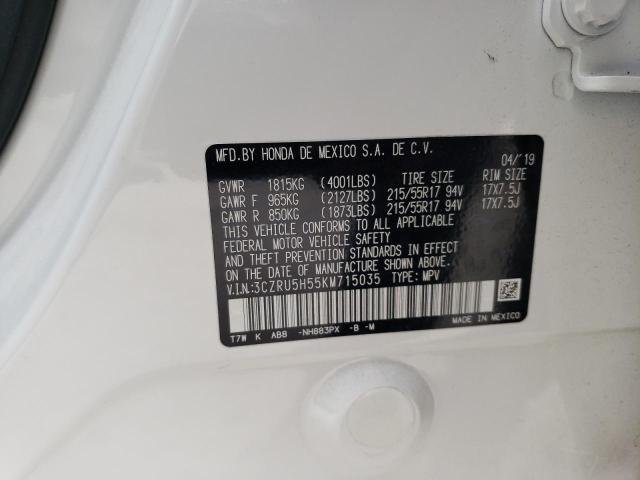 MFD.BY HONDA DE MEXICO S.A. DE C.V. 04/'19
GVWR 1815KG (4001LBS) TIRE SIZE RIM SIZE
GAWR F 965KG (2127LBS) 215/55R17 94V 17X7.5J
GAWR R 850KG (1873LBS) 215/55R17 94V 17X7.5J
THIS VEHICLE CONFORMS TO ALL APPLICABLE
FEDERAL MOTOR VEHICLE SAFETY
AND THEFT PREVENTION STANDARDS IN EFFECT
ON THE DATE OF MANUFACTURE SHOWN ABOVE.
V.I.N:3CZRU5H55KM715035 TYPE: MPV
T7W K ABB -NH883PX -B -M MADE IN MEXICO